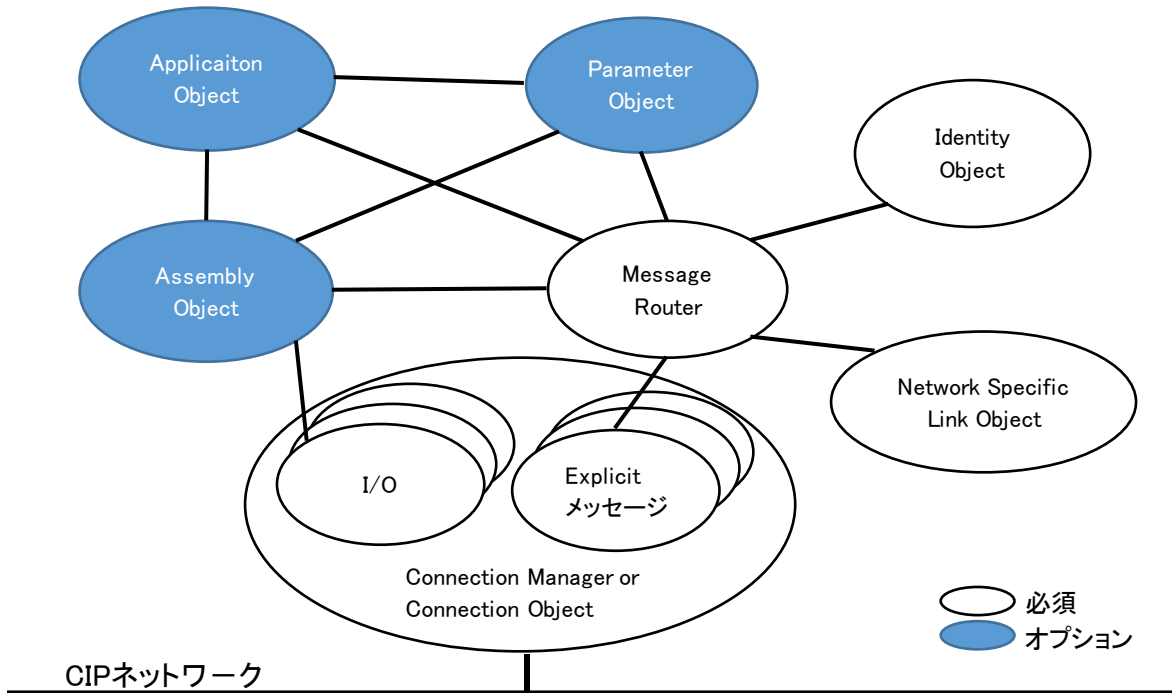 Applicaiton
Object
Parameter
Object
Identity
Object
Assembly
Object
Message
Router
Network Specific
Link Object
I/O
Explicit
メッセージ
Connection Manager or
Connection Object
必須
オプション
CIPネットワーク